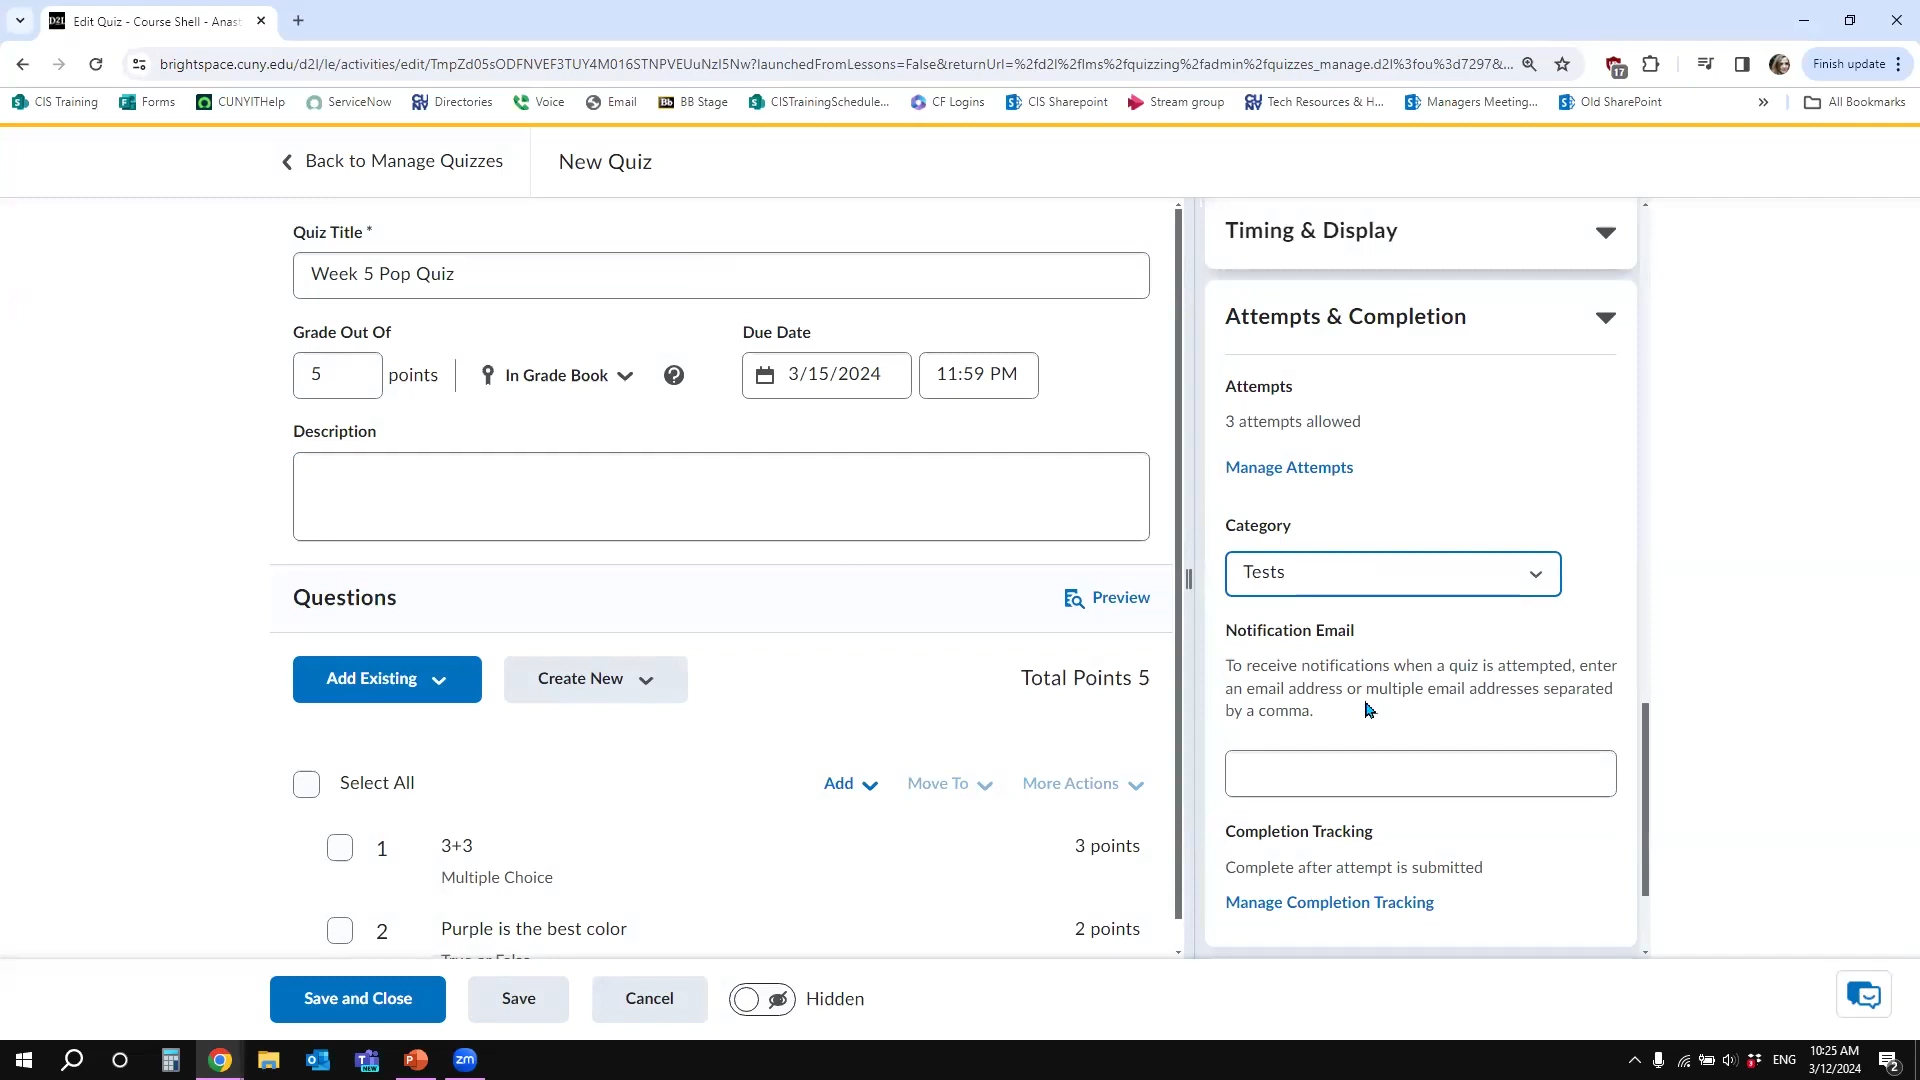 Edit Quiz - Course Shell - Anast
brightspace.cuny.edu/d2l/le/activities/edit/TmpZd05sODFNVEF3TUY4M016STNPVEUuNzI5Nw?launchedFromLessons=False&returnUrl=%2fd2l%2flms%2fquizzing%2fadmin%2fquizzes_manage.d2l%3fou%3d7297&...
17
Finish update
CIS Training
Forms
CUNYITHelp
ServiceNow
Directories
Voice
Email
Bb
BB Stage
CISTrainingSchedule...
CF Logins
CIS Sharepoint
Stream group
Tech Resources & H...
Managers Meeting...
Old SharePoint
All Bookmarks
Back to Manage Quizzes
New Quiz
Quiz Title *
Week 5 Pop Quiz
Grade Out Of
5 points
In Grade Book
Due Date
3/15/2024 11:59 PM
Description
Questions
Preview
Add Existing
Create New
Total Points 5
Select All
Add
Move To
More Actions
1 3+3 3 points
Multiple Choice
2 Purple is the best color 2 points
True or False
Timing & Display
Attempts & Completion
Attempts
3 attempts allowed
Manage Attempts
Category
Tests
Notification Email
To receive notifications when a quiz is attempted, enter
an email address or multiple email addresses separated
by a comma.
Completion Tracking
Complete after attempt is submitted
Manage Completion Tracking
Save and Close
Save
Cancel
Hidden
zm
ENG
10:25 AM
3/12/2024
2